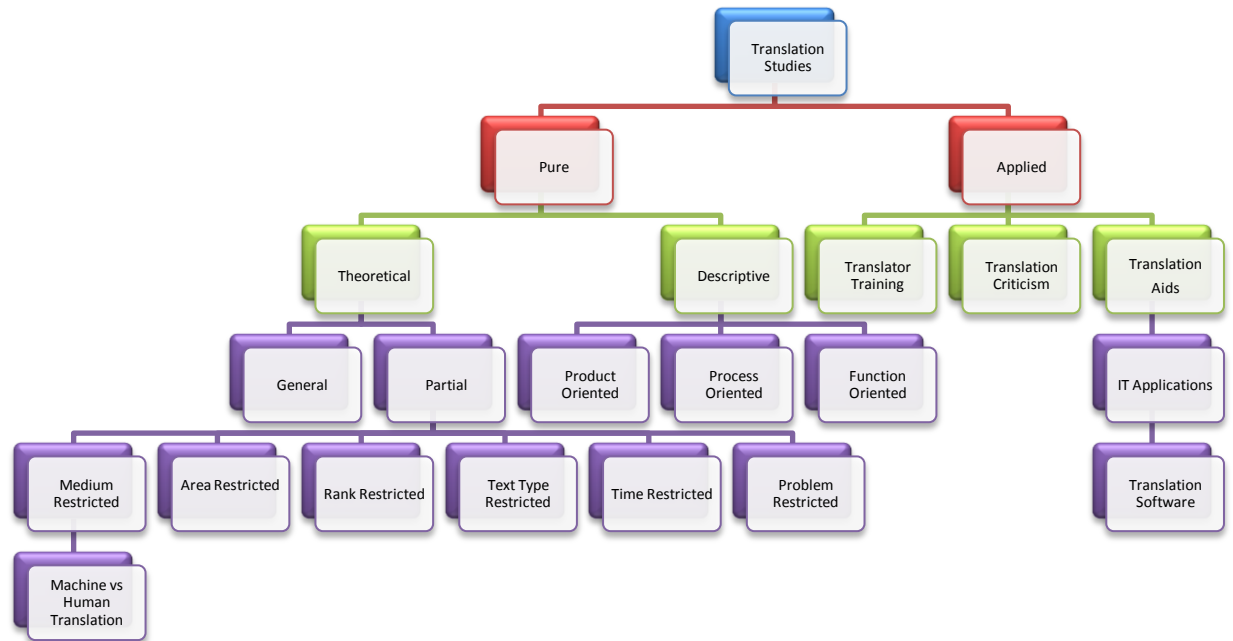 Translation
Studies
Pure
Applied
Theoretical
Descriptive
Translator
Training
Translation
Criticism
Translation
Aids
General
Partial
Product
Oriented
Process
Oriented
Function
Oriented
IT Applications
Medium
Restricted
Area Restricted
Rank Restricted
Text Type
Restricted
Time Restricted
Problem
Restricted
Translation
Software
Machine vs
Human
Translation